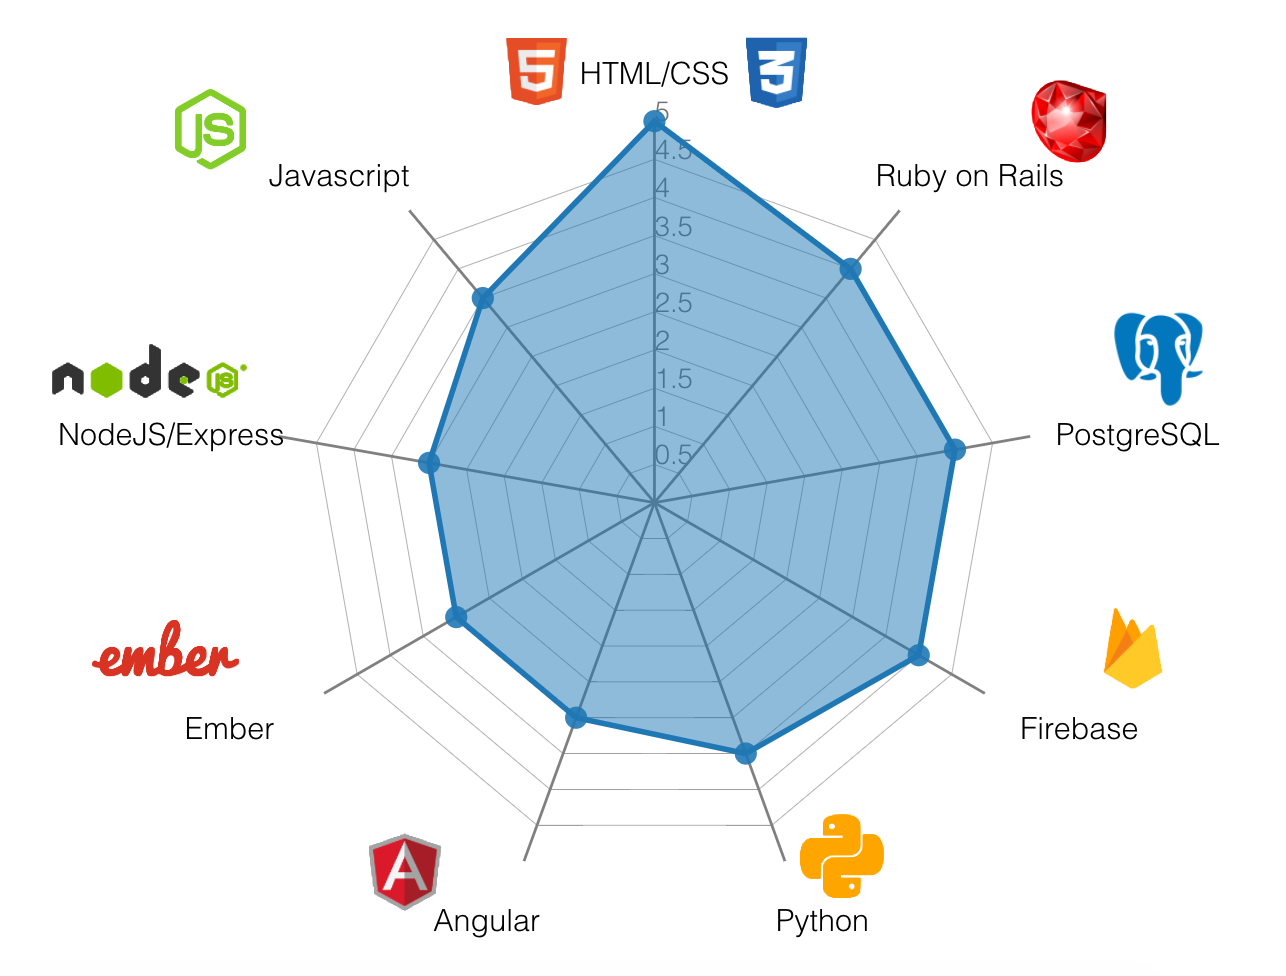 HTML/CSS
5
4.5
4
3.5
3
2.5
2
1.5
1
0.5
JS
Javascript
Ruby on Rails
node
JS
NodeJS/Express
PostgreSQL
ember
Ember
Firebase
A
Angular
Python